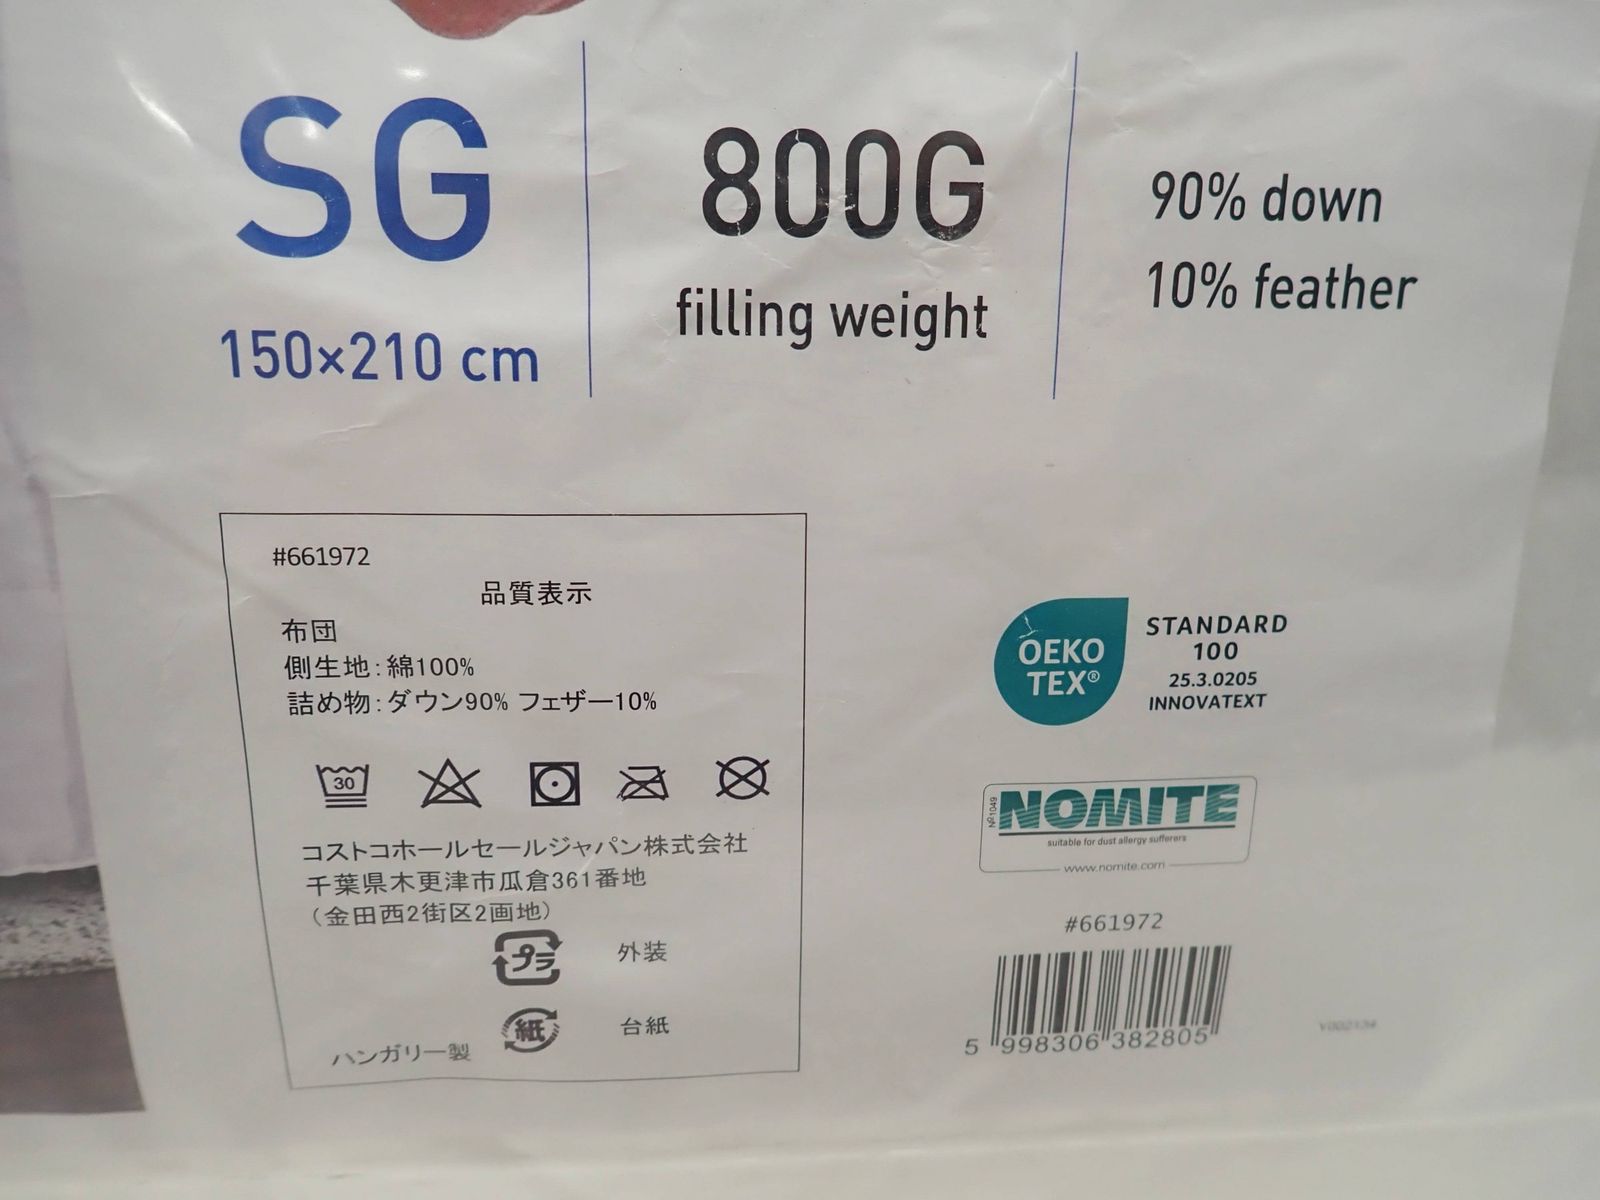 SG
150×210 cm
800G
filling weight
90% down
10% feather
#661972
品質表示
布団
側生地:綿100%
詰め物:ダウン90% フェザー10%
30
コストコホールセールジャパン株式会社
千葉県木更津市瓜倉361番地
(金田西2街区2画地)
プラ 外装
紙 台紙
ハンガリー製
OEKO
TEX®
STANDARD
100
25.3.0205
INNOVATEXT
NR1049
NOMITE
suitable for dust allergy sufferers
www.nomite.com
#661972
5 998306 382805